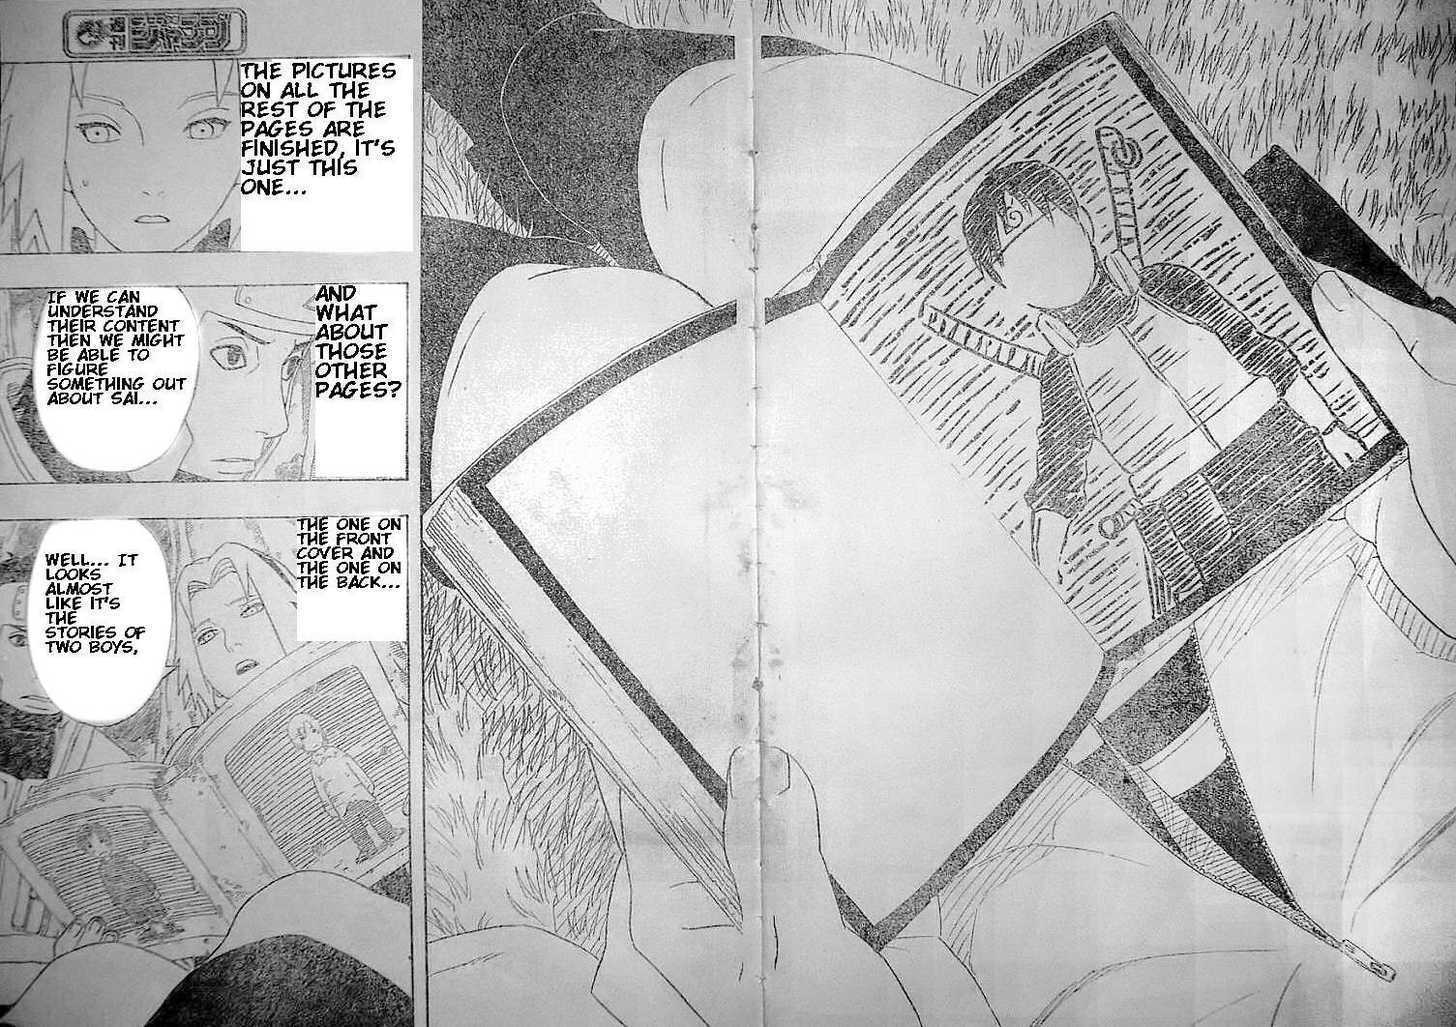 THE PICTURES
ON ALL THE
REST OF THE
PAGES ARE
FINISHED, IT'S
JUST THIS
ONE...
AND
WHAT
ABOUT
THOSE
OTHER
PAGES?
IF WE CAN
UNDERSTAND
THEIR CONTENT
THEN WE MIGHT
BE ABLE TO
FIGURE
SOMETHING OUT
ABOUT SAI...
THE ONE ON
THE FRONT
COVER AND
THE ONE ON
THE BACK...
WELL... IT
LOOKS
ALMOST
LIKE IT'S
THE
STORIES OF
TWO BOYS,